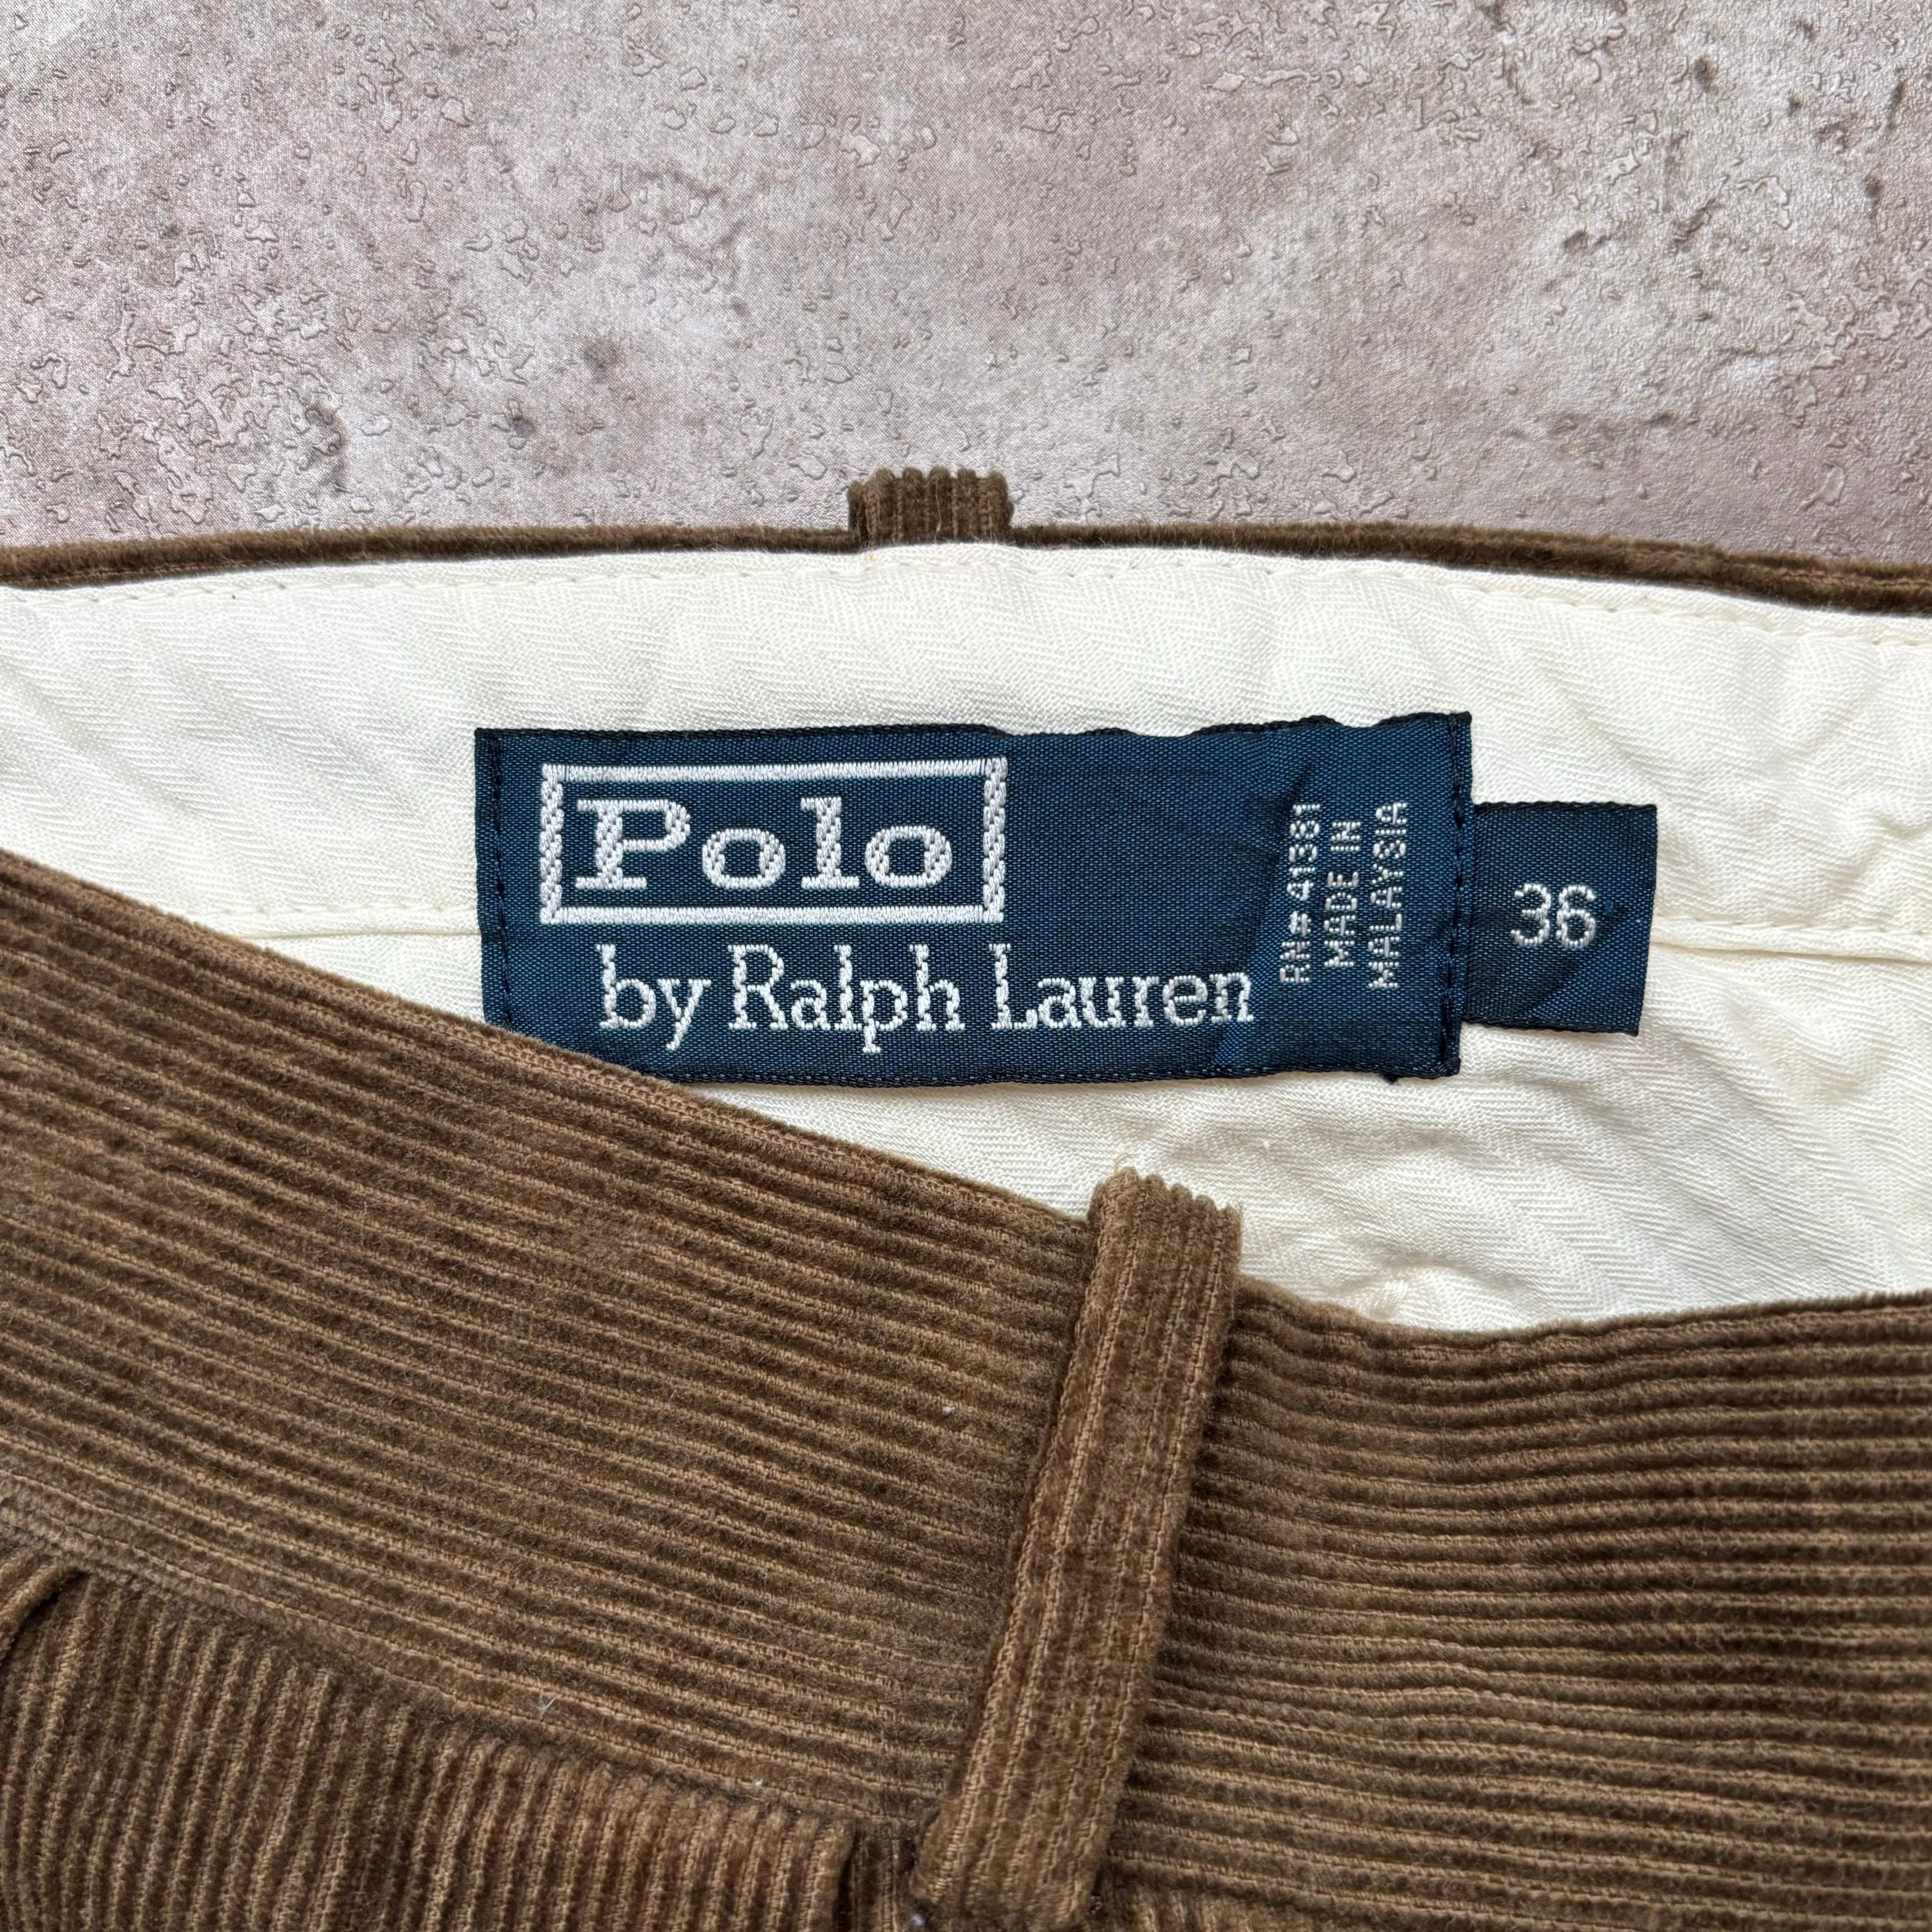 Polo
by Ralph Lauren
RN# 41381
MADE IN
MALAYSIA
36